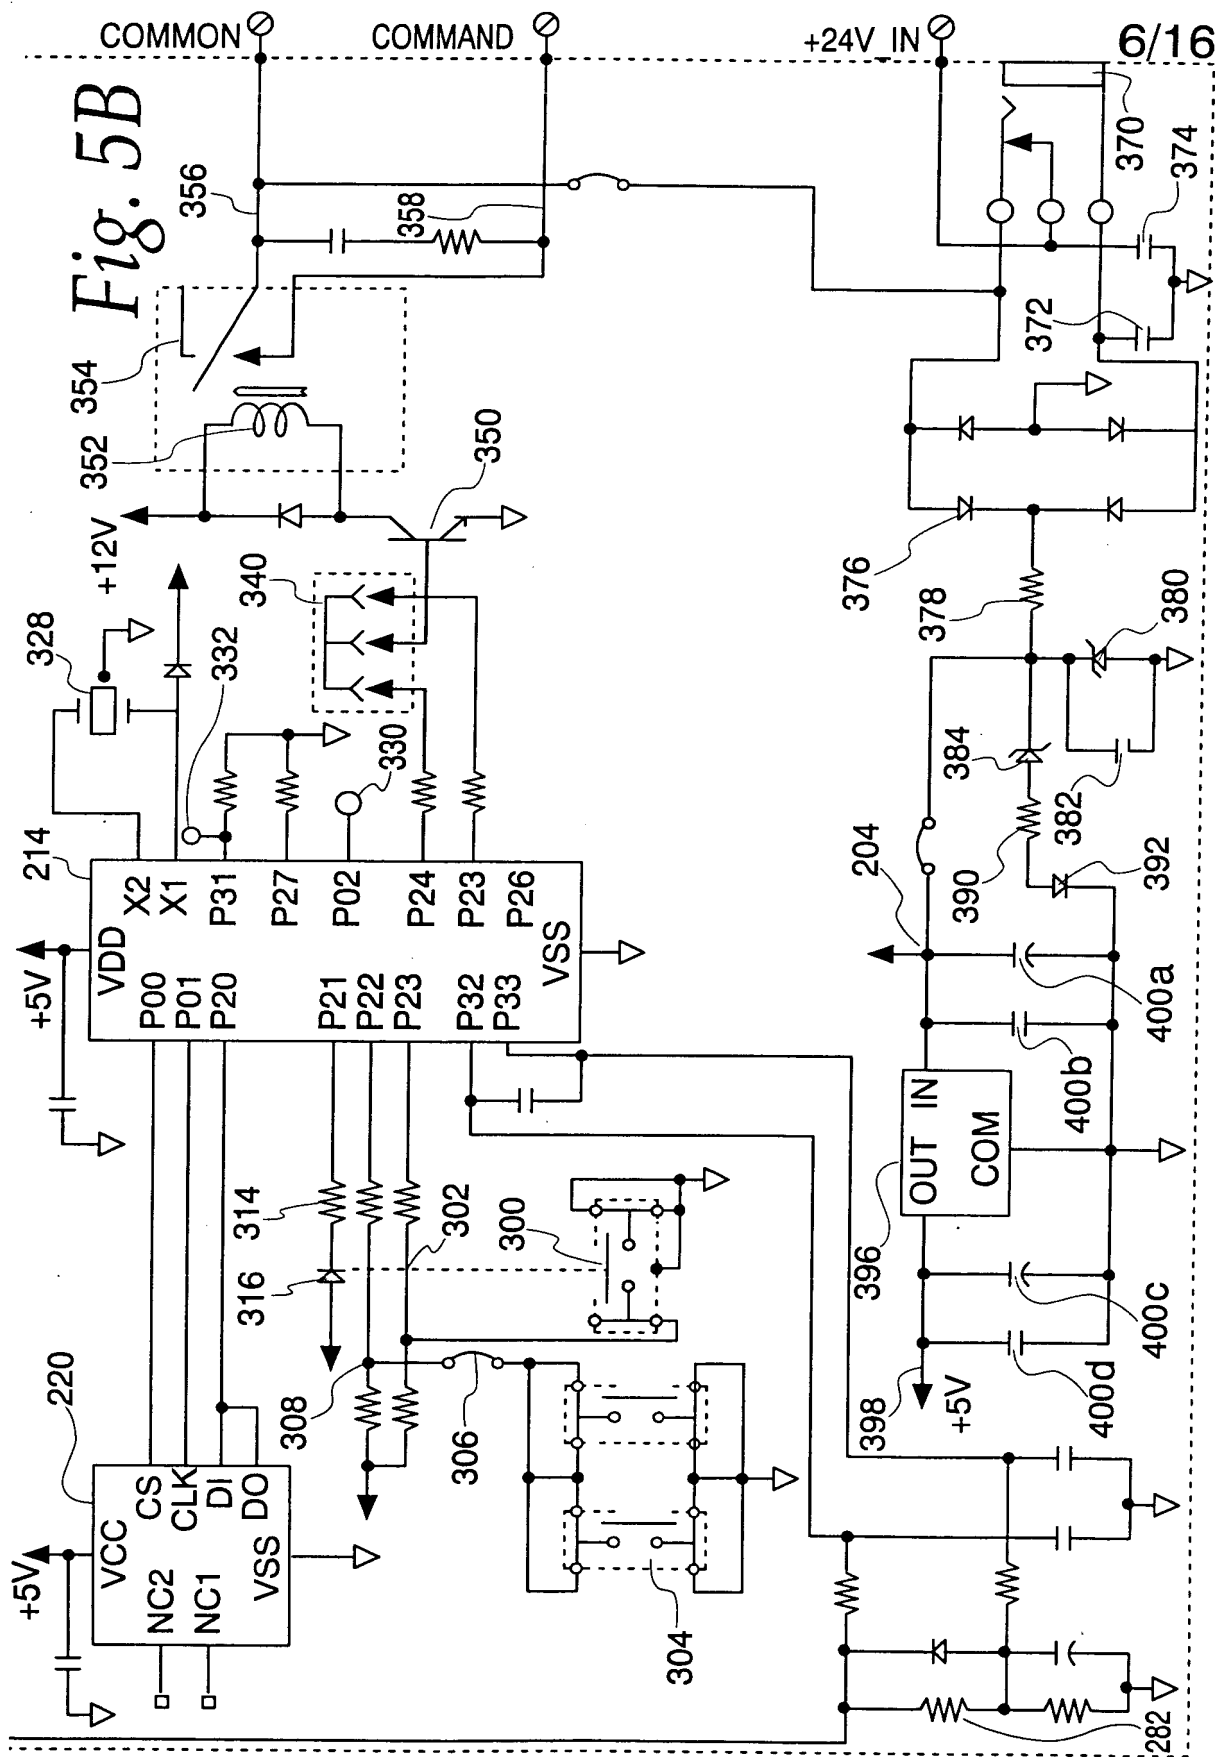 6/16
Fig. 5B
COMMON
COMMAND
+24V IN
356
358
354
352
350
370
374
372
+12V
340
328
332
330
376
378
380
384
382
390
392
204
214
+5V
VDD
X2
X1
P31
P27
P02
P24
P23
P26
VSS
P00
P01
P20
P21
P22
P23
P32
P33
400a
400b
IN
OUT
COM
396
400c
400d
398
+5V
314
316
302
300
308
306
304
220
+5V
VCC
CS
CLK
DI
DO
NC2
NC1
VSS
282